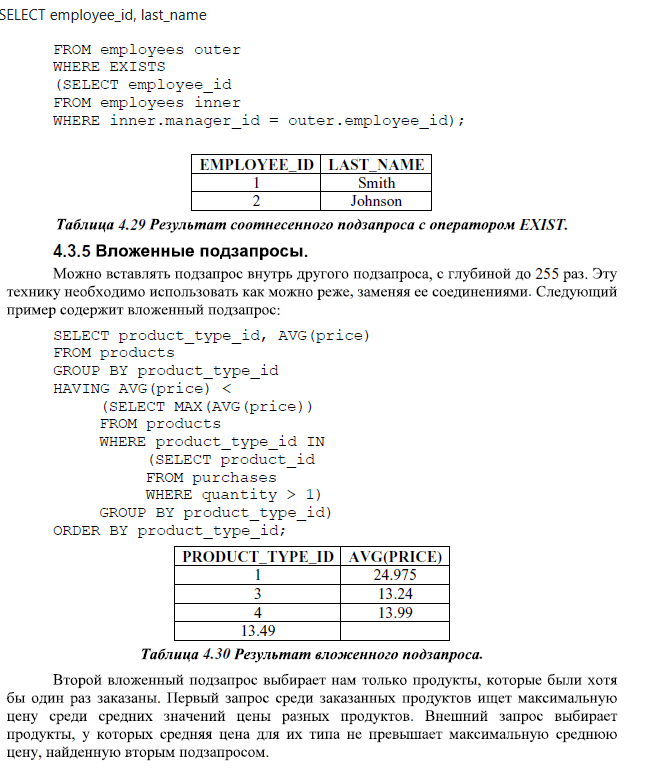 SELECT employee_id, last_name
FROM employees outer
WHERE EXISTS
(SELECT employee_id
FROM employees inner
WHERE inner.manager_id = outer.employee_id);
EMPLOYEE_ID LAST_NAME
1 Smith
2 Johnson
Таблица 4.29 Результат соотнесенного подзапроса с оператором EXIST.
4.3.5 Вложенные подзапросы.
Можно вставлять подзапрос внутрь другого подзапроса, с глубиной до 255 раз. Эту
технику необходимо использовать как можно реже, заменяя ее соединениями. Следующий
пример содержит вложенный подзапрос:
SELECT product_type_id, AVG(price)
FROM products
GROUP BY product_type_id
HAVING AVG(price) <
(SELECT MAX(AVG(price))
FROM products
WHERE product_type_id IN
(SELECT product_id
FROM purchases
WHERE quantity > 1)
GROUP BY product_type_id)
ORDER BY product_type_id;
PRODUCT_TYPE_ID AVG(PRICE)
1 24.975
3 13.24
4 13.99
13.49
Таблица 4.30 Результат вложенного подзапроса.
Второй вложенный подзапрос выбирает нам только продукты, которые были хотя
бы один раз заказаны. Первый запрос среди заказанных продуктов ищет максимальную
цену среди средних значений цены разных продуктов. Внешний запрос выбирает
продукты, у которых средняя цена для их типа не превышает максимальную среднюю
цену, найденную вторым подзапросом.